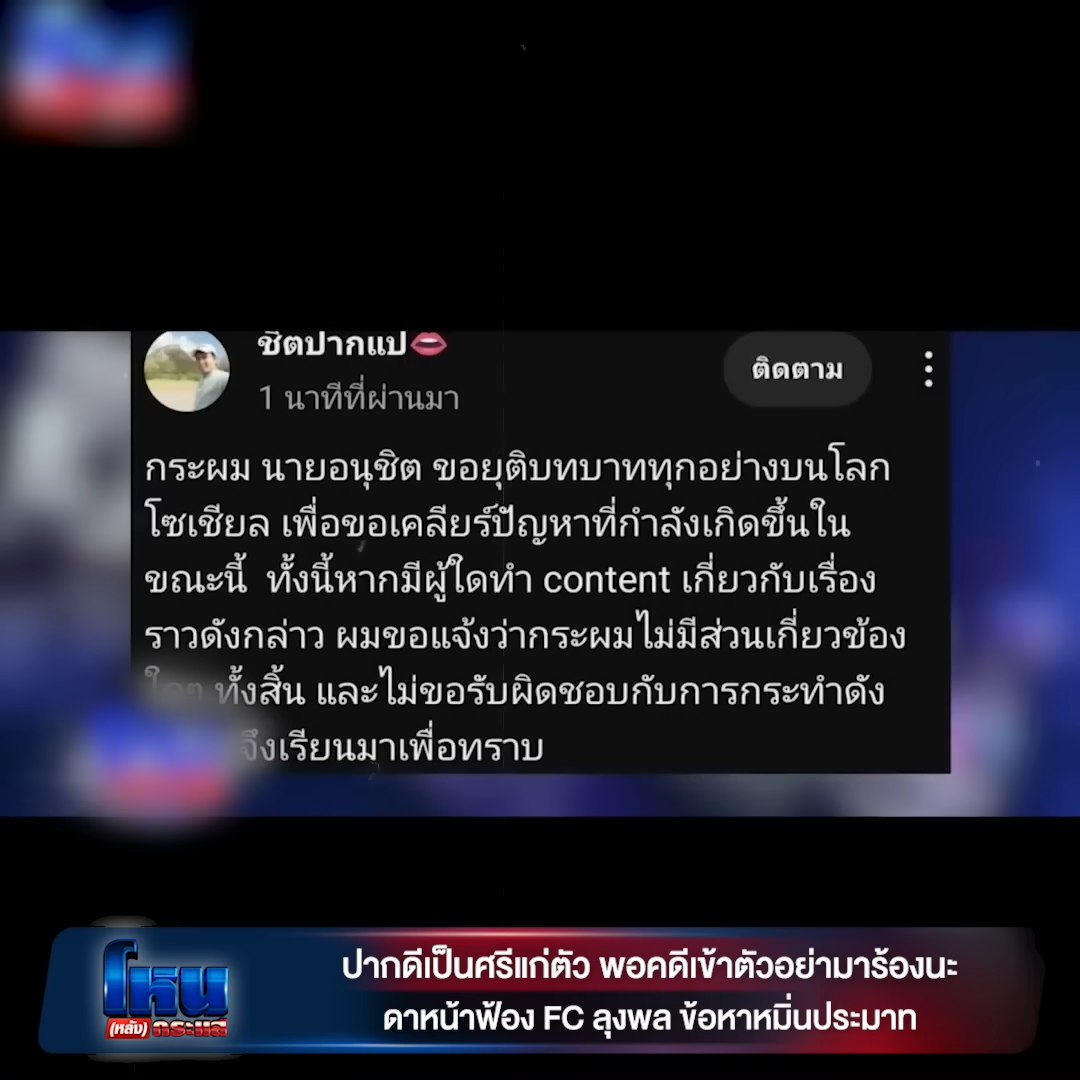 ชิตปากแป
1 นาทีที่ผ่านมา
ติดตาม
กระผม นายอนุชิต ขอยุติบทบาททุกอย่างบนโลก
โซเชียล เพื่อขอเคลียร์ปัญหาที่กำลังเกิดขึ้นใน
ขณะนี้ ทั้งนี้หากมีผู้ใดทำ content เกี่ยวกับเรื่อง
ราวดังกล่าว ผมขอแจ้งว่ากระผมไม่มีส่วนเกี่ยวข้อง
ใดๆ ทั้งสิ้น และไม่ขอรับผิดชอบกับการกระทำดัง
จึงเรียนมาเพื่อทราบ
โหน
(หลัง) กระแส
ปากดีเป็นศรีแก่ตัว พอคดีเข้าตัวอย่ามาร้องนะ
ดาหน้าฟ้อง FC ลุงพล ข้อหาหมิ่นประมาท